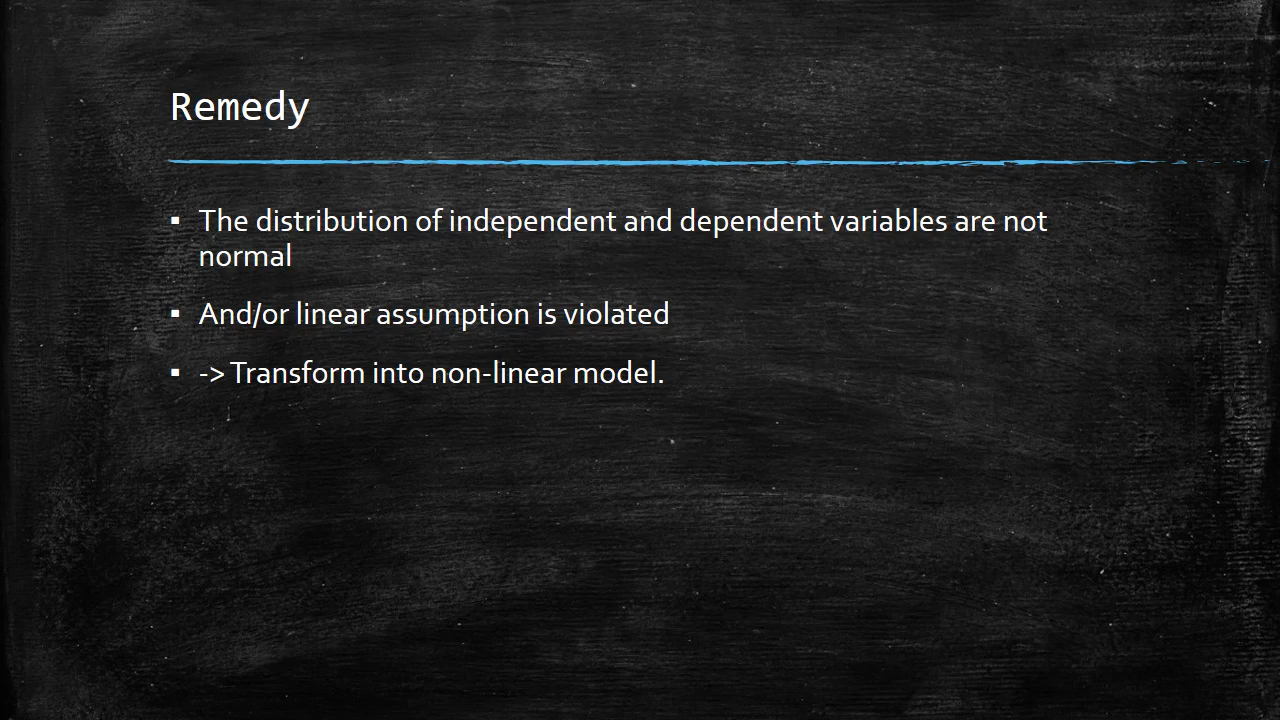 Remedy
▪ The distribution of independent and dependent variables are not
normal
▪ And/or linear assumption is violated
▪ -> Transform into non-linear model.